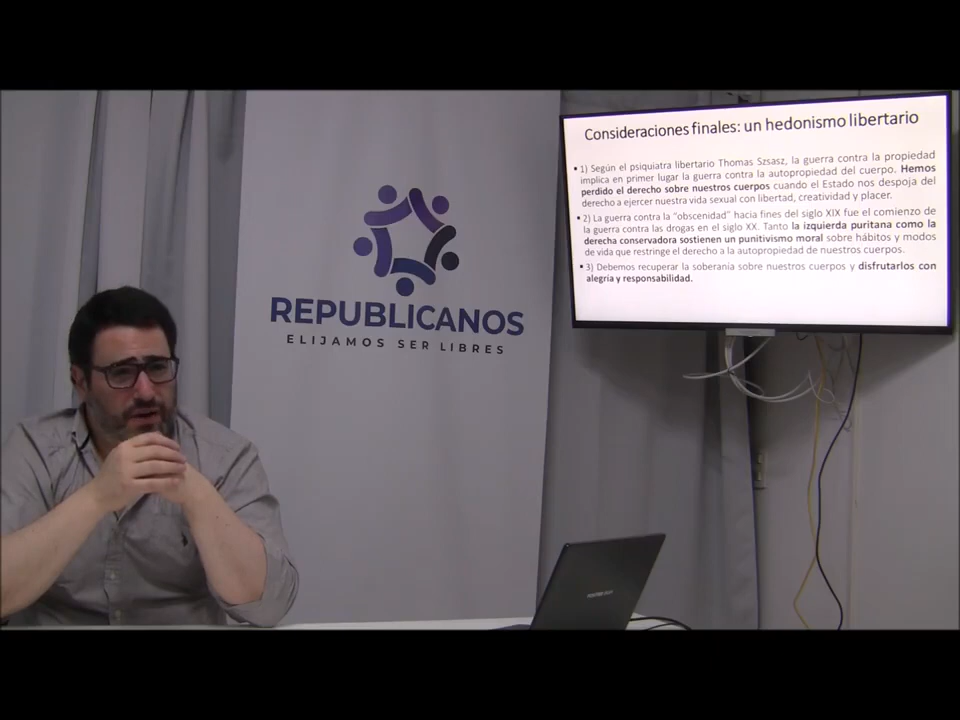 REPUBLICANOS
ELIJAMOS SER LIBRES
Consideraciones finales: un hedonismo libertario
▪ 1) Según el psiquiatra libertario Thomas Szsasz, la guerra contra la propiedad
implica en primer lugar la guerra contra la autopropiedad del cuerpo. Hemos
perdido el derecho sobre nuestros cuerpos cuando el Estado nos despoja del
derecho a ejercer nuestra vida sexual con libertad, creatividad y placer.
▪ 2) La guerra contra la “obscenidad” hacia fines del siglo XIX fue el comienzo de
la guerra contra las drogas en el siglo XX. Tanto la izquierda puritana como la
derecha conservadora sostienen un punitivismo moral sobre hábitos y modos
de vida que restringe el derecho a la autopropiedad de nuestros cuerpos.
▪ 3) Debemos recuperar la soberanía sobre nuestros cuerpos y disfrutarlos con
alegria y responsabilidad.